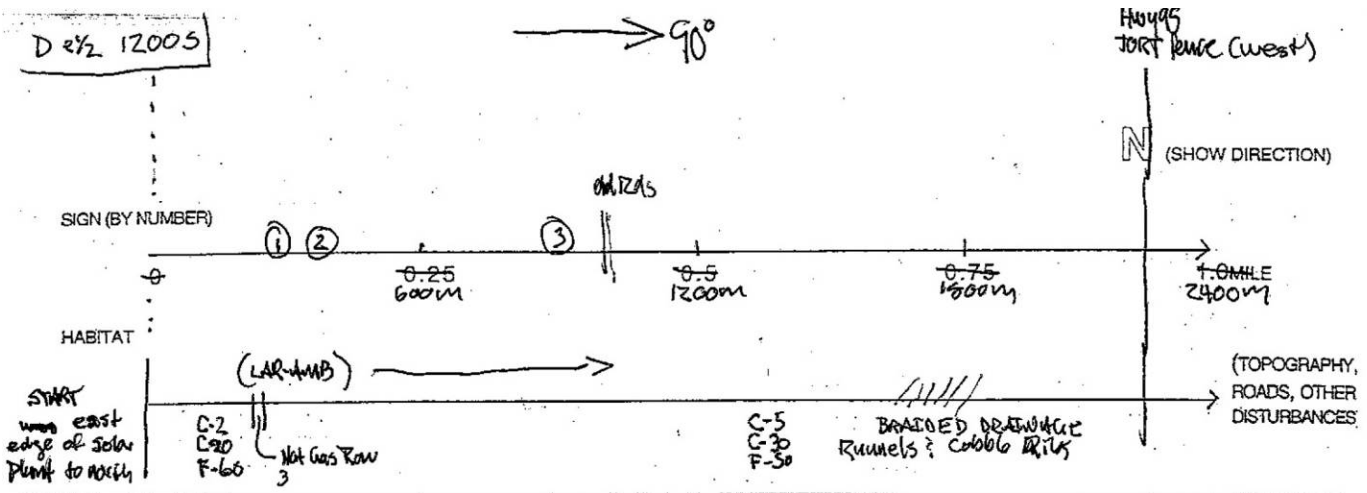 D e½ 1200S
90°
Hwy95
TORT fence (west)
N (SHOW DIRECTION)
old Rds
SIGN (BY NUMBER)
1 2 3
0 0.25 0.5 0.75 1.0 MILE
600m 1200m 1800m 2400m
HABITAT
(LAR-AMB)
(TOPOGRAPHY,
ROADS, OTHER
DISTURBANCES
START
east
edge of Solar
Plant to north
C-2
C-20
F-60
Nat Gas Row
3
C-5
C-30
F-50
BRAIDED DRAINAGE
Runnels & Cobble